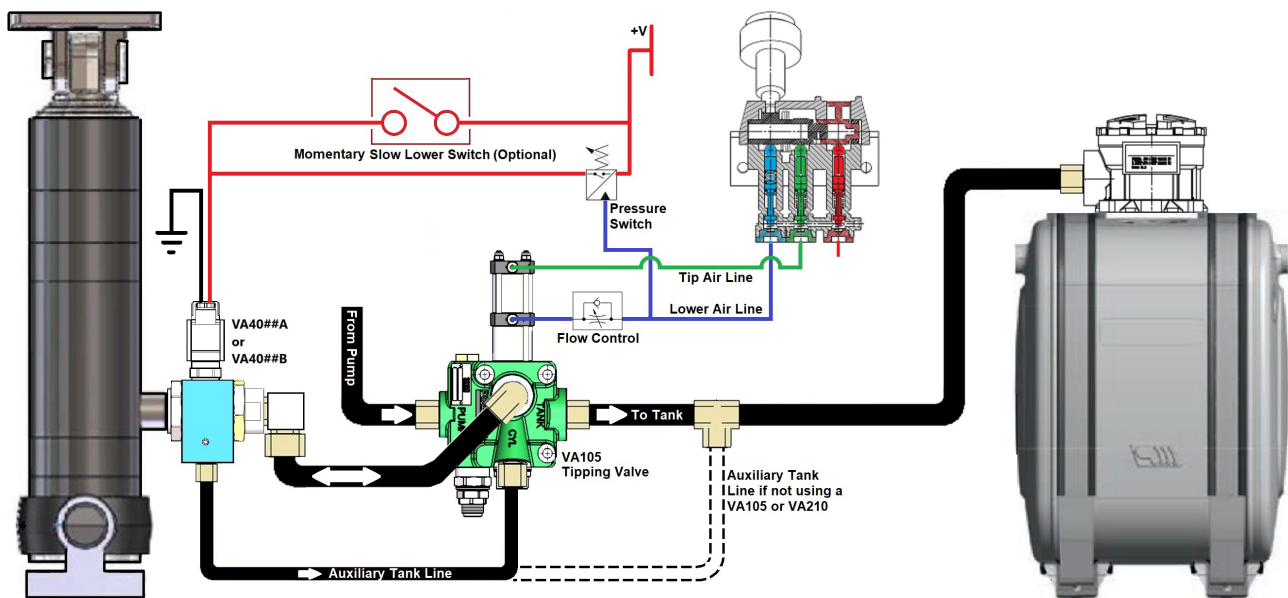 +V
Momentary Slow Lower Switch (Optional)
Pressure
Switch
Tip Air Line
Lower Air Line
Flow Control
VA40##A
or
VA40##B
From Pump
PUMP
TANK
CYL
To Tank
VA105
Tipping Valve
Auxiliary Tank
Line if not using a
VA105 or VA210
Auxiliary Tank Line